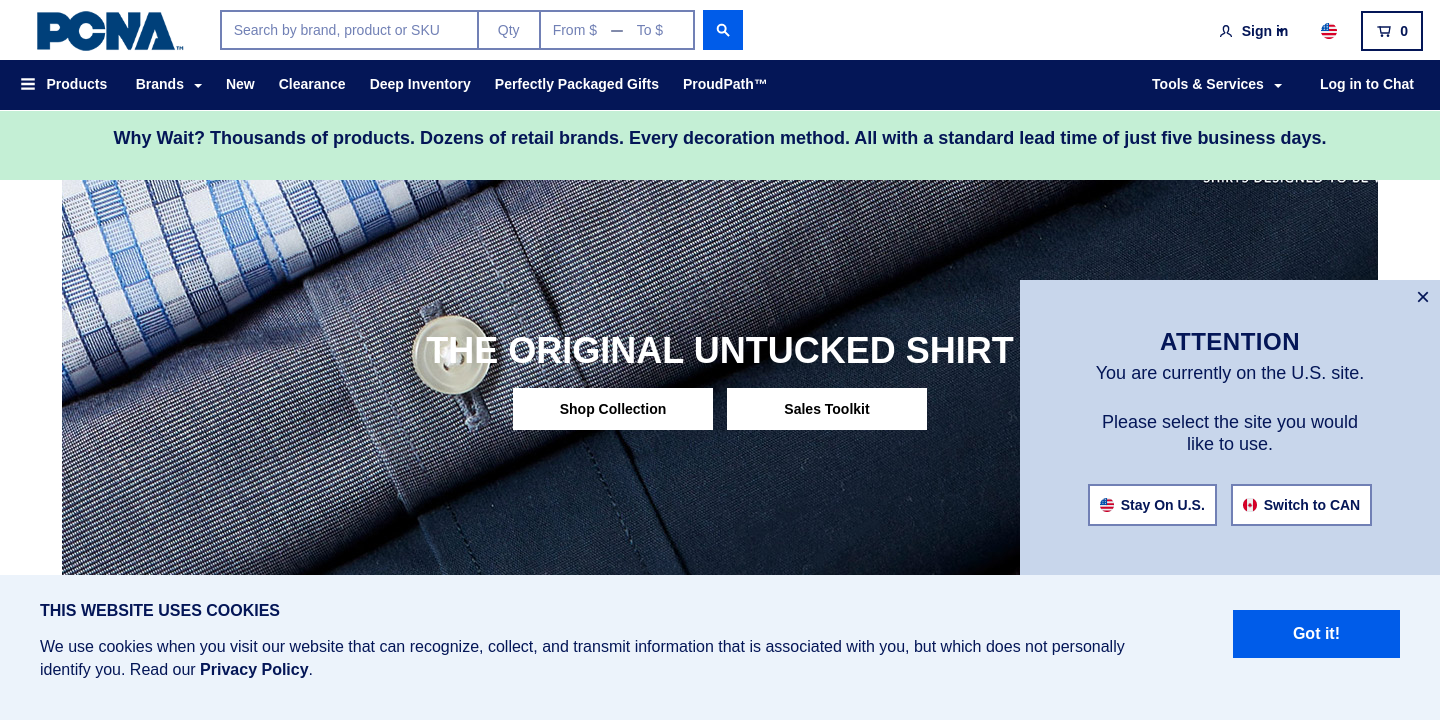 PCNA™
Search by brand, product or SKU
Qty
From $ — To $
Sign in
0
Products
Brands
New
Clearance
Deep Inventory
Perfectly Packaged Gifts
ProudPath™
Tools & Services
Log in to Chat
Why Wait? Thousands of products. Dozens of retail brands. Every decoration method. All with a standard lead time of just five business days.
SHIRTS DESIGNED TO BE
THE ORIGINAL UNTUCKED SHIRT
Shop Collection
Sales Toolkit
×
ATTENTION
You are currently on the U.S. site.
Please select the site you would
like to use.
Stay On U.S.
Switch to CAN
THIS WEBSITE USES COOKIES
We use cookies when you visit our website that can recognize, collect, and transmit information that is associated with you, but which does not personally
identify you. Read our Privacy Policy.
Got it!